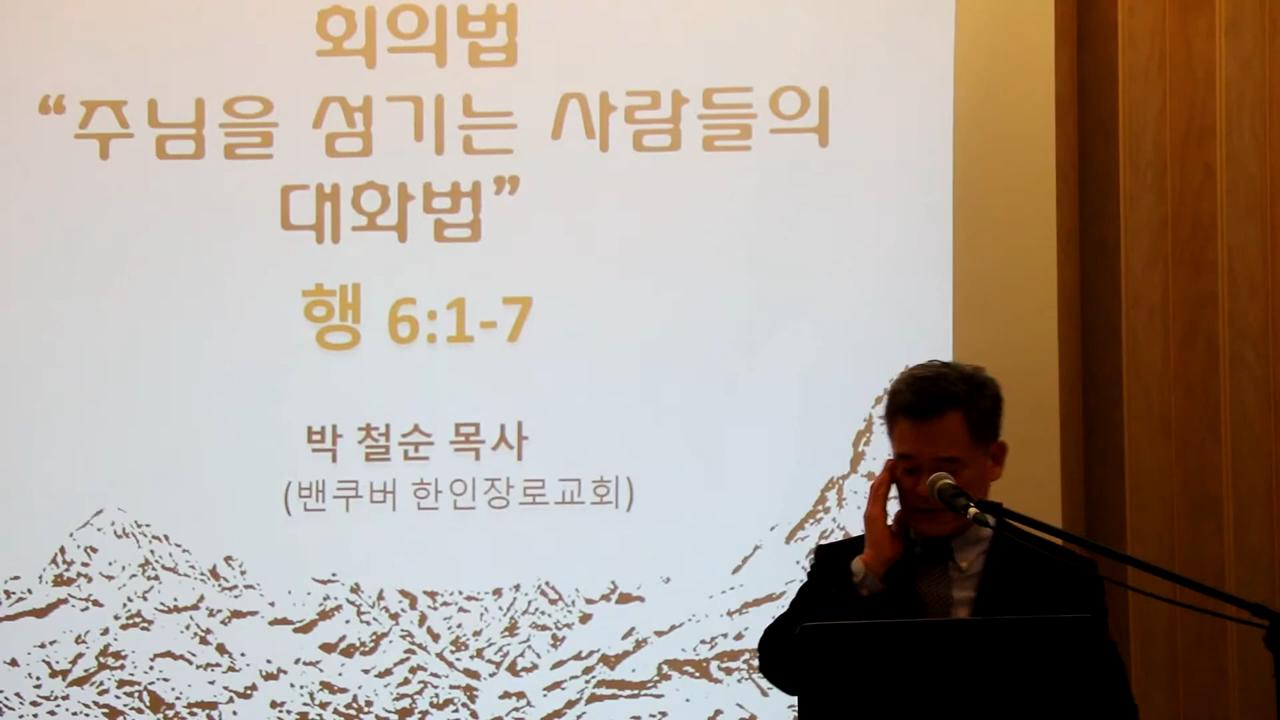 회의법
“주님을 섬기는 사람들의
대화법”
행 6:1-7
박 철순 목사
(밴쿠버 한인장로교회)